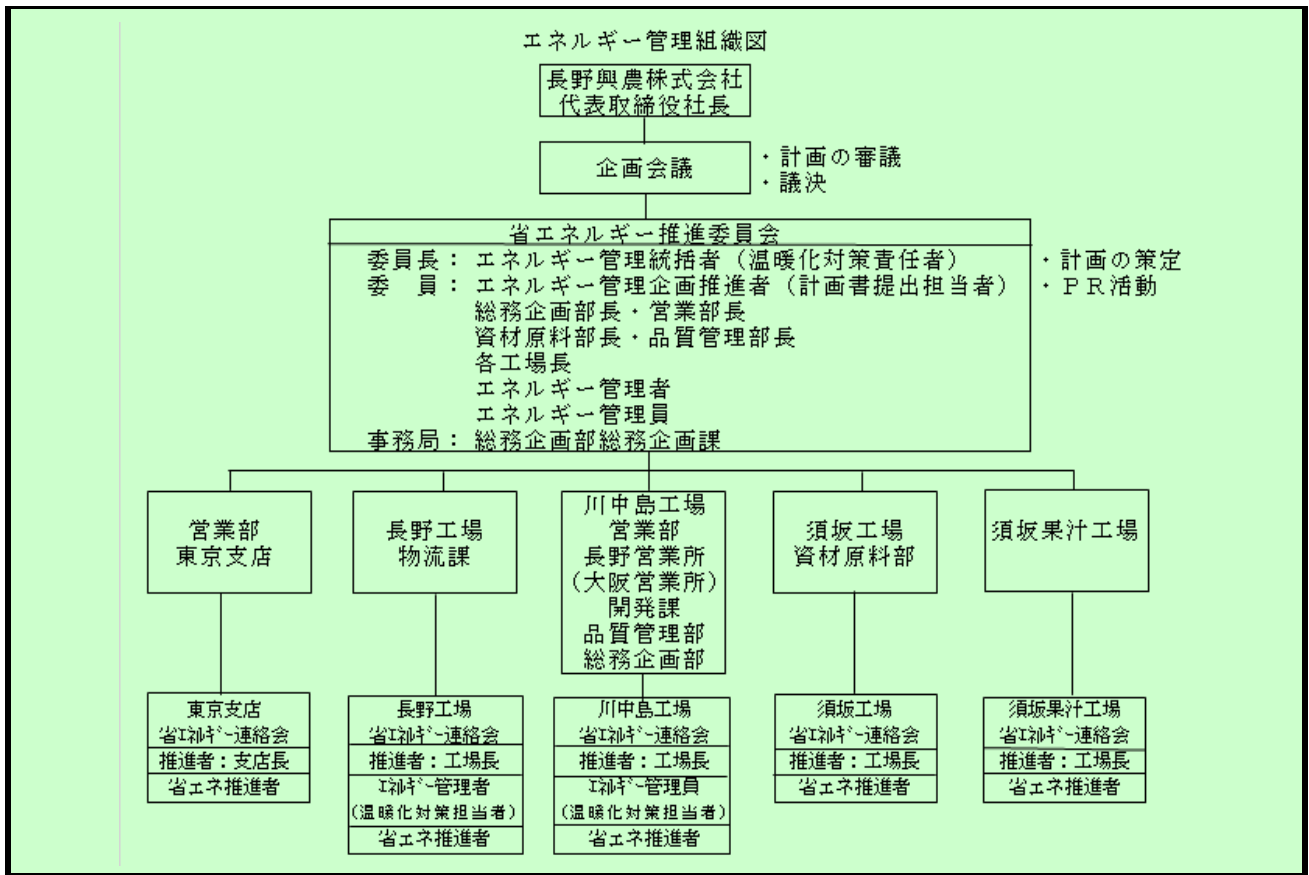 エネルギー管理組織図
長野興農株式会社
代表取締役社長
企画会議
・計画の審議
・議決
省エネルギー推進委員会
委員長：エネルギー管理統括者（温暖化対策責任者）
・計画の策定
委　員：エネルギー管理企画推進者（計画書提出担当者）
・ＰＲ活動
総務企画部長・営業部長
資材原料部長・品質管理部長
各工場長
エネルギー管理者
エネルギー管理員
事務局：総務企画部総務企画課
営業部
東京支店
長野工場
物流課
川中島工場
営業部
長野営業所
(大阪営業所)
開発課
品質管理部
総務企画部
須坂工場
資材原料部
須坂果汁工場
東京支店
省ｴﾈﾙｷﾞｰ連絡会
推進者：支店長
省エネ推進者
長野工場
省ｴﾈﾙｷﾞｰ連絡会
推進者：工場長
ｴﾈﾙｷﾞｰ管理者
(温暖化対策担当者)
省エネ推進者
川中島工場
省ｴﾈﾙｷﾞｰ連絡会
推進者：工場長
ｴﾈﾙｷﾞｰ管理員
(温暖化対策担当者)
省エネ推進者
須坂工場
省ｴﾈﾙｷﾞｰ連絡会
推進者：工場長
省エネ推進者
須坂果汁工場
省ｴﾈﾙｷﾞｰ連絡会
推進者：工場長
省エネ推進者